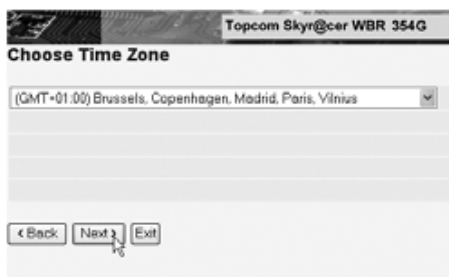 Topcom Skyr@cer WBR 354G
Choose Time Zone
(GMT+01:00) Brussels, Copenhagen, Madrid, Paris, Vilnius
< Back Next > Exit